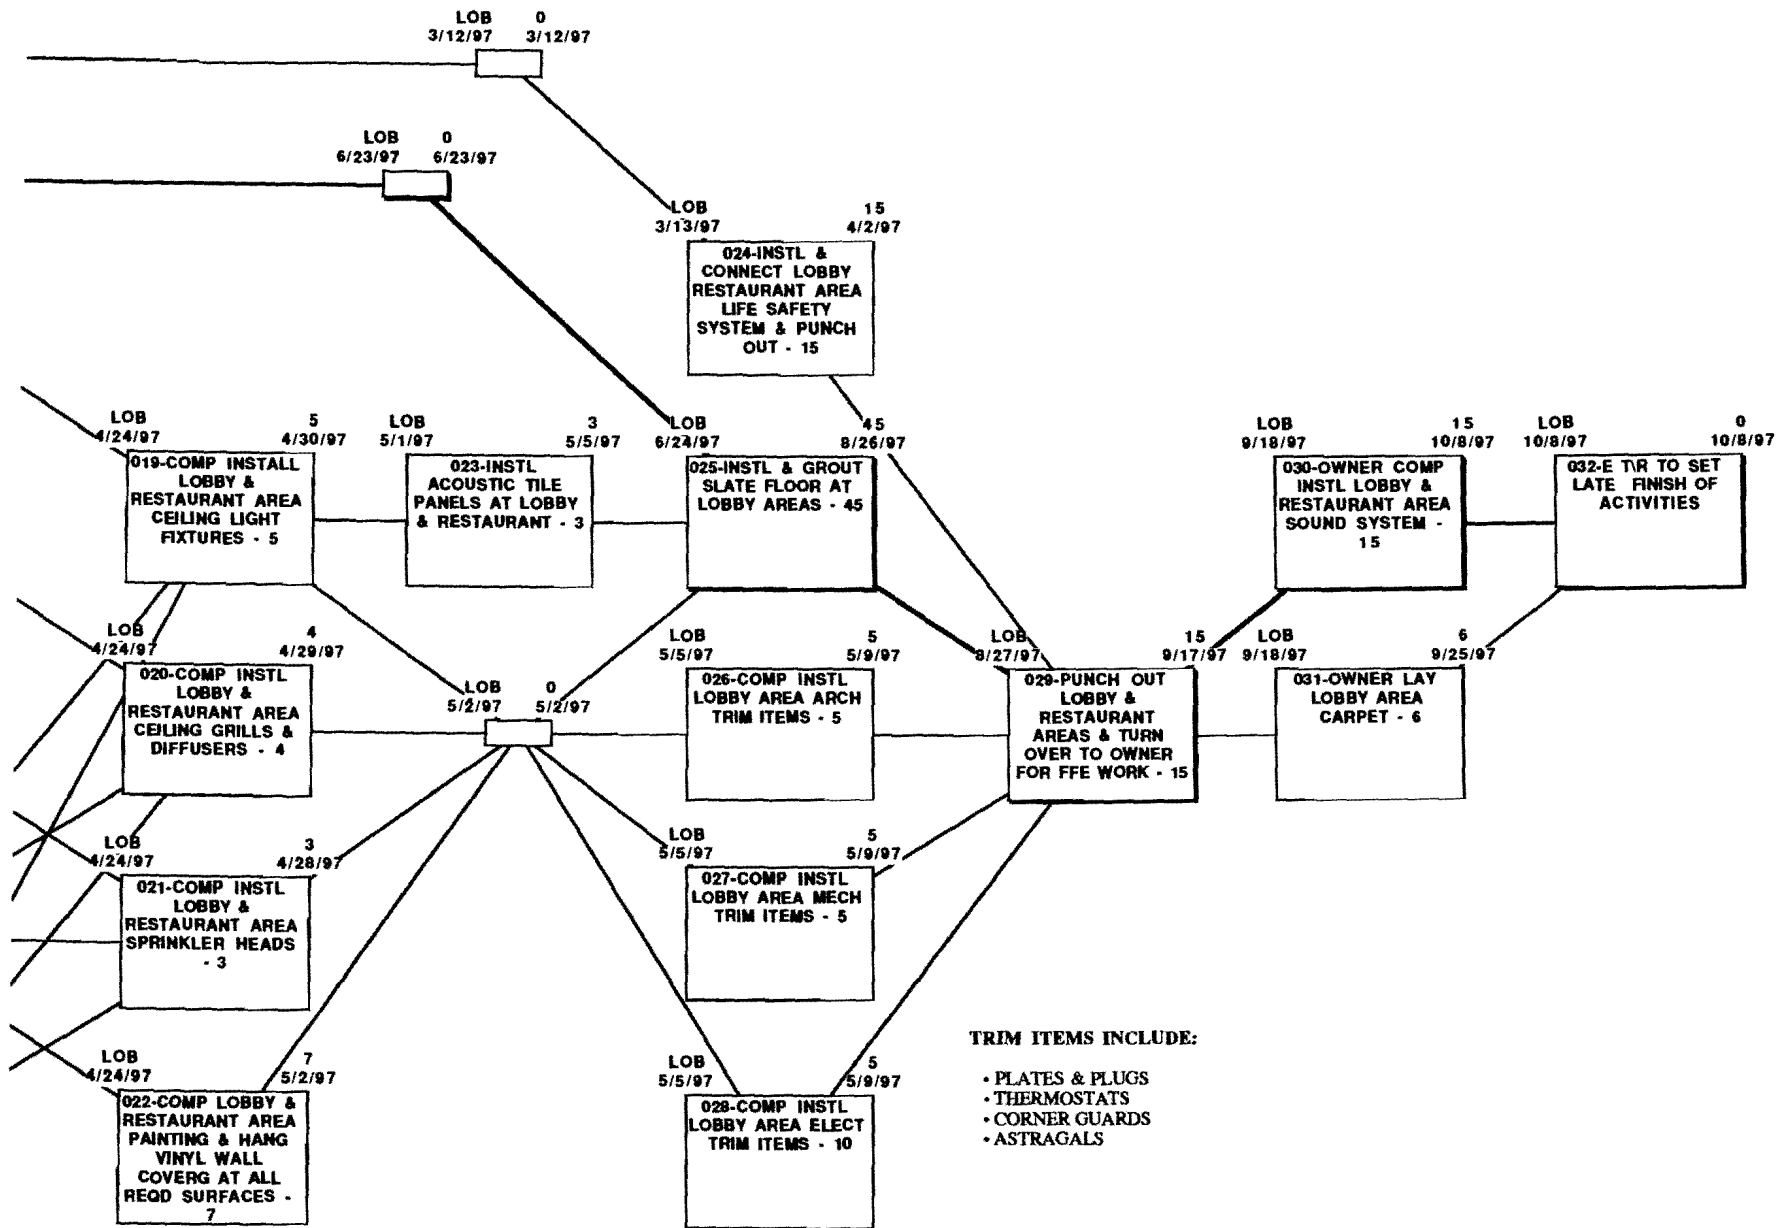 LOB 0
3/12/97 3/12/97
LOB 0
6/23/97 6/23/97
LOB 15
3/13/97 4/2/97
024-INSTL &
CONNECT LOBBY
RESTAURANT AREA
LIFE SAFETY
SYSTEM & PUNCH
OUT - 15
LOB 5
4/24/97 4/30/97
019-COMP INSTALL
LOBBY &
RESTAURANT AREA
CEILING LIGHT
FIXTURES - 5
LOB 3
5/1/97 5/5/97
023-INSTL
ACOUSTIC TILE
PANELS AT LOBBY
& RESTAURANT - 3
LOB 45
6/24/97 8/26/97
025-INSTL & GROUT
SLATE FLOOR AT
LOBBY AREAS - 45
LOB 15
9/18/97 10/8/97
030-OWNER COMP
INSTL LOBBY &
RESTAURANT AREA
SOUND SYSTEM -
15
LOB 0
10/8/97 10/8/97
032-E T\R TO SET
LATE FINISH OF
ACTIVITIES
LOB 4
4/24/97 4/29/97
020-COMP INSTL
LOBBY &
RESTAURANT AREA
CEILING GRILLS &
DIFFUSERS - 4
LOB 0
5/2/97 5/2/97
LOB 5
5/5/97 5/9/97
026-COMP INSTL
LOBBY AREA ARCH
TRIM ITEMS - 5
LOB 15
8/27/97 9/17/97
029-PUNCH OUT
LOBBY &
RESTAURANT
AREAS & TURN
OVER TO OWNER
FOR FFE WORK - 15
LOB 6
9/18/97 9/25/97
031-OWNER LAY
LOBBY AREA
CARPET - 6
LOB 3
4/24/97 4/28/97
021-COMP INSTL
LOBBY &
RESTAURANT AREA
SPRINKLER HEADS
- 3
LOB 5
5/5/97 5/9/97
027-COMP INSTL
LOBBY AREA MECH
TRIM ITEMS - 5
LOB 7
4/24/97 5/2/97
022-COMP LOBBY &
RESTAURANT AREA
PAINTING & HANG
VINYL WALL
COVERG AT ALL
REQD SURFACES -
7
LOB 5
5/5/97 5/9/97
028-COMP INSTL
LOBBY AREA ELECT
TRIM ITEMS - 10
TRIM ITEMS INCLUDE:
• PLATES & PLUGS
• THERMOSTATS
• CORNER GUARDS
• ASTRAGALS